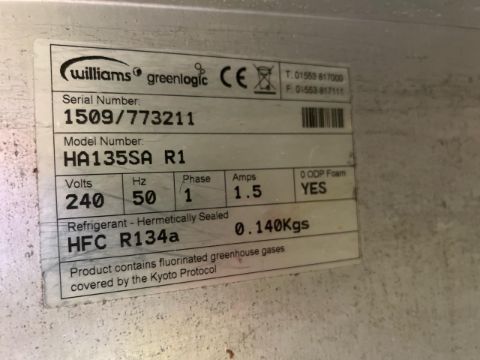 williams greenlogic CE
T. 01553 817000
F. 01553 817111
Serial Number:
1509/773211
Model Number:
HA135SA R1
Volts Hz Phase Amps 0 ODP Foam
240 50 1 1.5 YES
Refrigerant - Hermetically Sealed
HFC R134a 0.140Kgs
Product contains fluorinated greenhouse gases
covered by the Kyoto Protocol